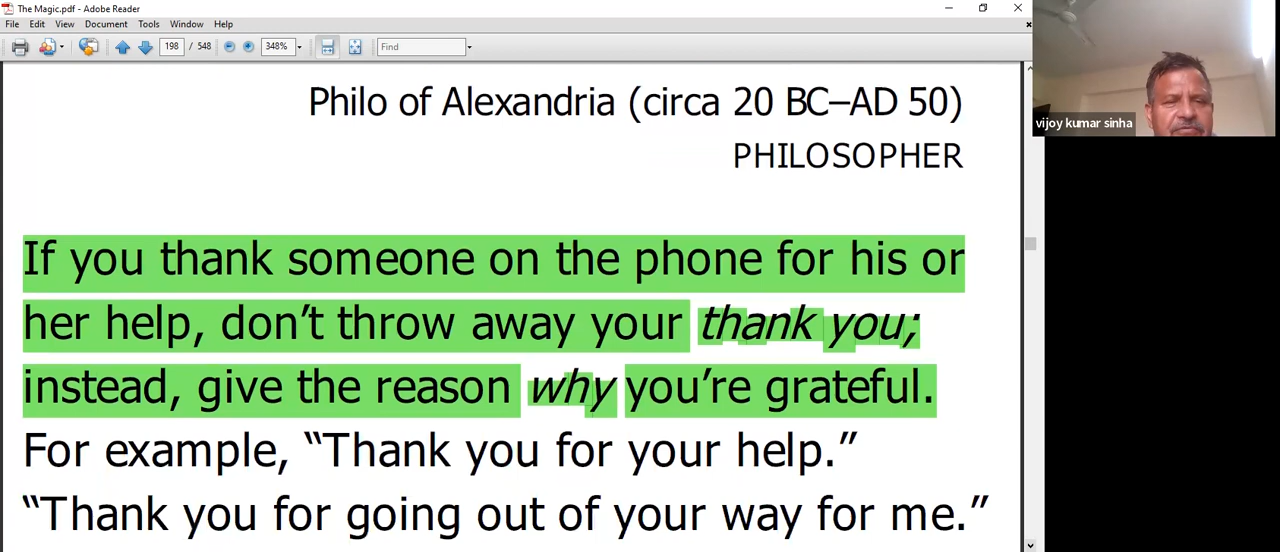 The Magic.pdf - Adobe Reader
File Edit View Document Tools Window Help
198 / 548 348% Find
vijoy kumar sinha
Philo of Alexandria (circa 20 BC–AD 50)
PHILOSOPHER
If you thank someone on the phone for his or
her help, don’t throw away your thank you;
instead, give the reason why you’re grateful.
For example, “Thank you for your help.”
“Thank you for going out of your way for me.”